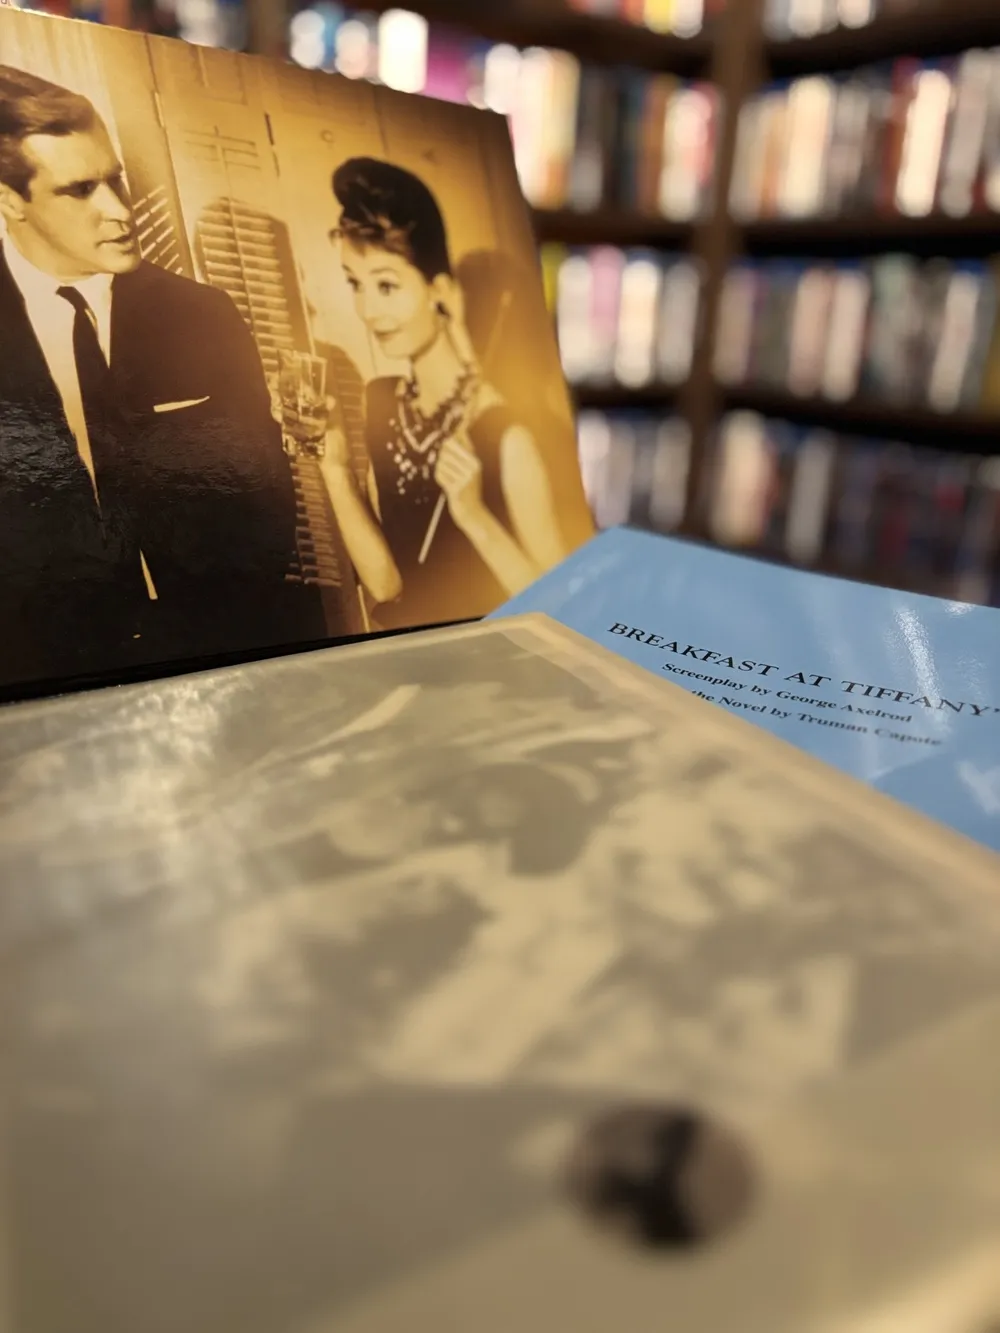 BREAKFAST AT TIFFANY'
Screenplay by George Axelrod
the Novel by Truman Capote